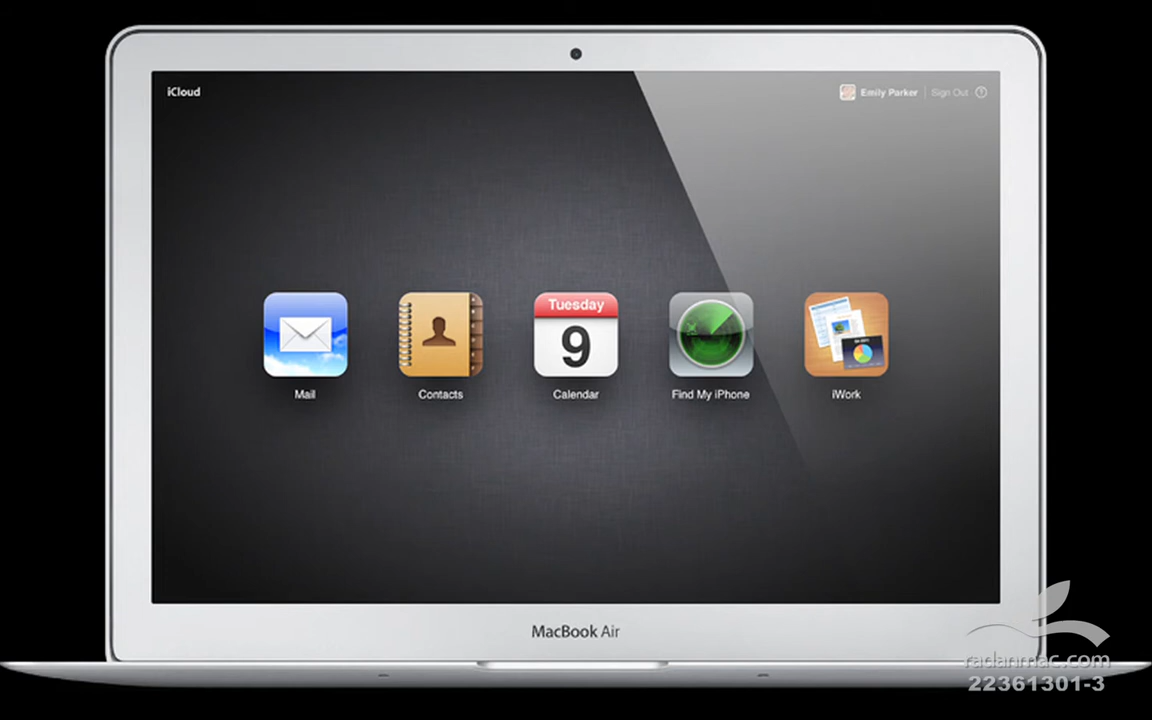 iCloud
Emily Parker | Sign Out ?
Tuesday
9
Mail
Contacts
Calendar
Find My iPhone
iWork
MacBook Air
radanmac.com
22361301-3